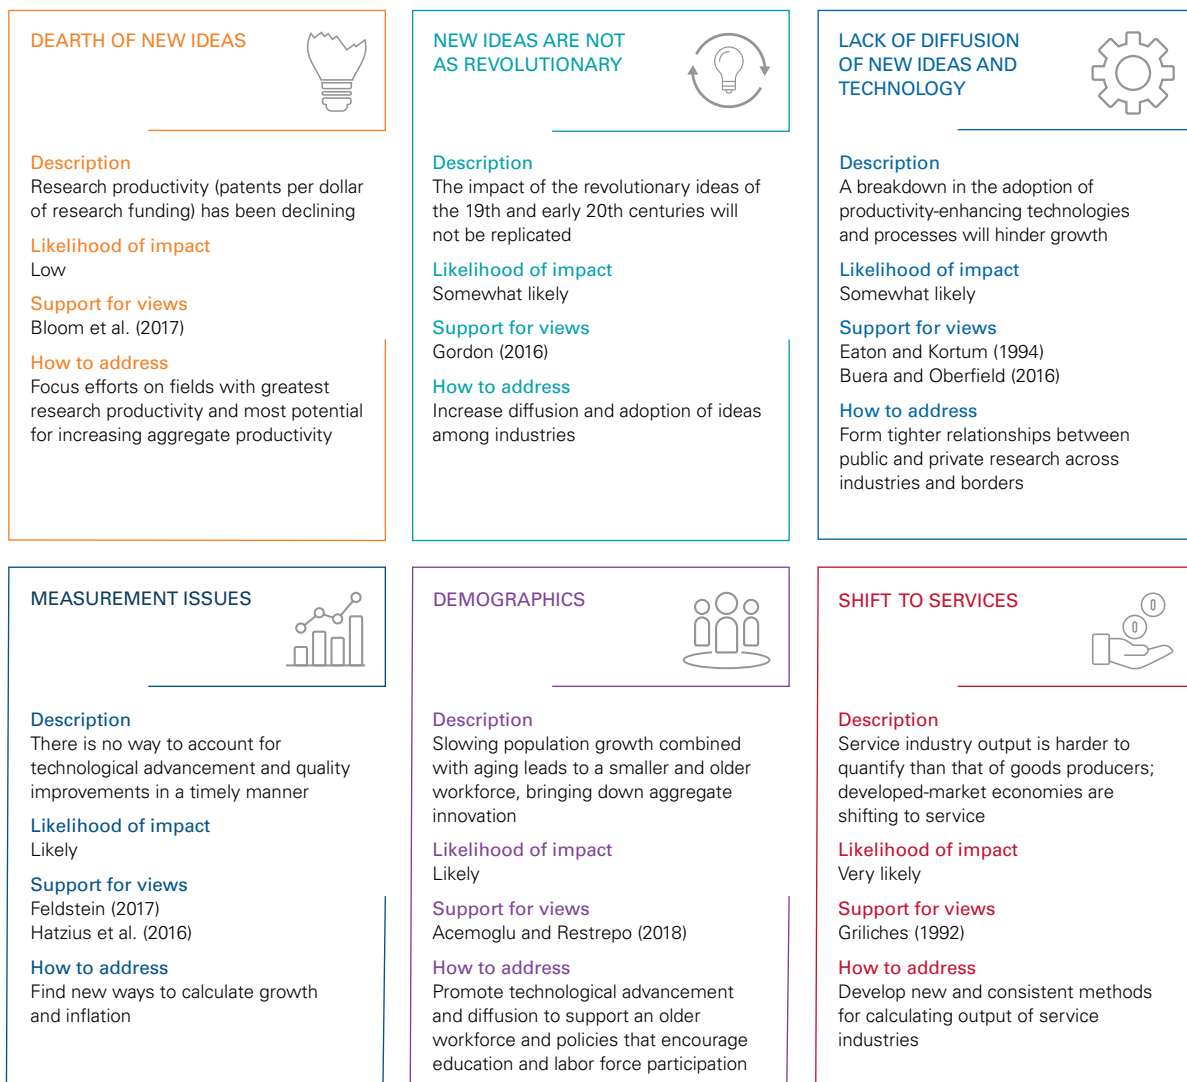 DEARTH OF NEW IDEAS
Description
Research productivity (patents per dollar
of research funding) has been declining
Likelihood of impact
Low
Support for views
Bloom et al. (2017)
How to address
Focus efforts on fields with greatest
research productivity and most potential
for increasing aggregate productivity
NEW IDEAS ARE NOT
AS REVOLUTIONARY
Description
The impact of the revolutionary ideas of
the 19th and early 20th centuries will
not be replicated
Likelihood of impact
Somewhat likely
Support for views
Gordon (2016)
How to address
Increase diffusion and adoption of ideas
among industries
LACK OF DIFFUSION
OF NEW IDEAS AND
TECHNOLOGY
Description
A breakdown in the adoption of
productivity-enhancing technologies
and processes will hinder growth
Likelihood of impact
Somewhat likely
Support for views
Eaton and Kortum (1994)
Buera and Oberfield (2016)
How to address
Form tighter relationships between
public and private research across
industries and borders
MEASUREMENT ISSUES
Description
There is no way to account for
technological advancement and quality
improvements in a timely manner
Likelihood of impact
Likely
Support for views
Feldstein (2017)
Hatzius et al. (2016)
How to address
Find new ways to calculate growth
and inflation
DEMOGRAPHICS
Description
Slowing population growth combined
with aging leads to a smaller and older
workforce, bringing down aggregate
innovation
Likelihood of impact
Likely
Support for views
Acemoglu and Restrepo (2018)
How to address
Promote technological advancement
and diffusion to support an older
workforce and policies that encourage
education and labor force participation
SHIFT TO SERVICES
Description
Service industry output is harder to
quantify than that of goods producers;
developed-market economies are
shifting to service
Likelihood of impact
Very likely
Support for views
Griliches (1992)
How to address
Develop new and consistent methods
for calculating output of service
industries